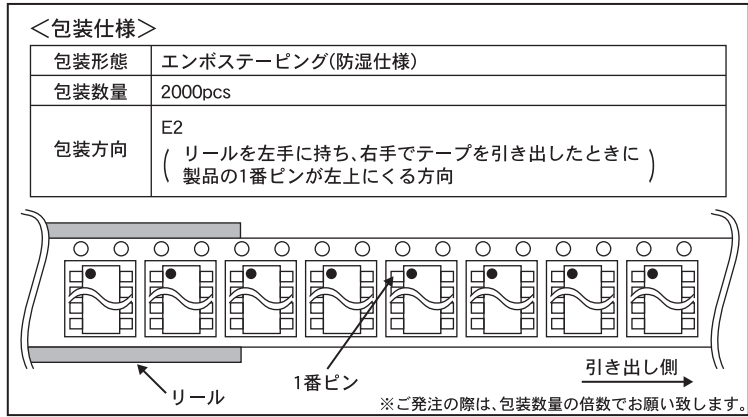 ＜包装仕様＞
包装形態 エンボステーピング(防湿仕様)
包装数量 2000pcs
包装方向 E2
( リールを左手に持ち、右手でテープを引き出したときに
製品の1番ピンが左上にくる方向 )
リール
1番ピン
引き出し側
※ご発注の際は、包装数量の倍数でお願い致します。